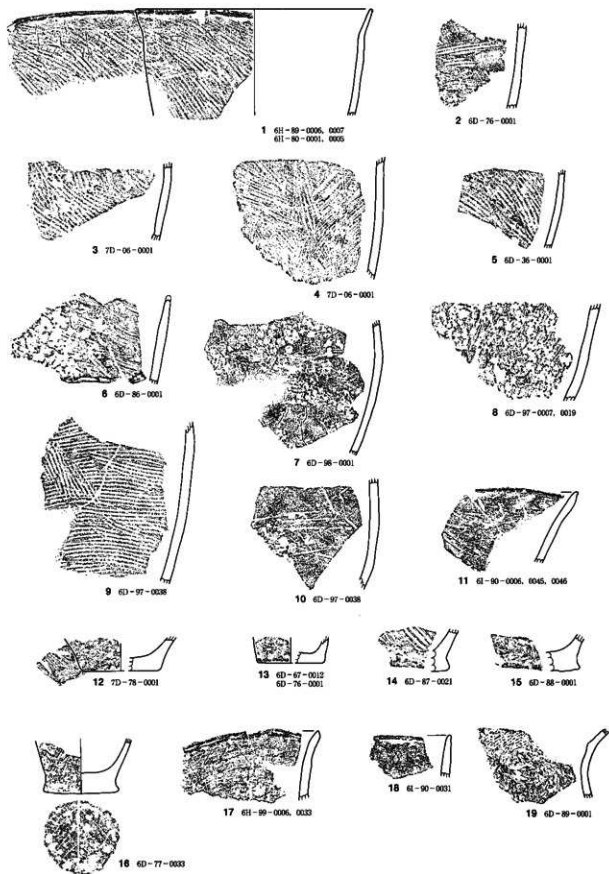 1 6H-89-0006, 0007
6H-80-0001, 0005
2 6D-76-0001
3 7D-06-0001
4 7D-06-0001
5 6D-36-0001
6 6D-86-0001
7 6D-98-0001
8 6D-97-0007, 0019
9 6D-97-0038
10 6D-97-0038
11 6I-90-0006, 0045, 0046
12 7D-78-0001
13 6D-67-0012
6D-76-0001
14 6D-87-0021
15 6D-88-0001
16 6D-77-0033
17 6H-99-0006, 0033
18 6I-90-0031
19 6D-89-0001